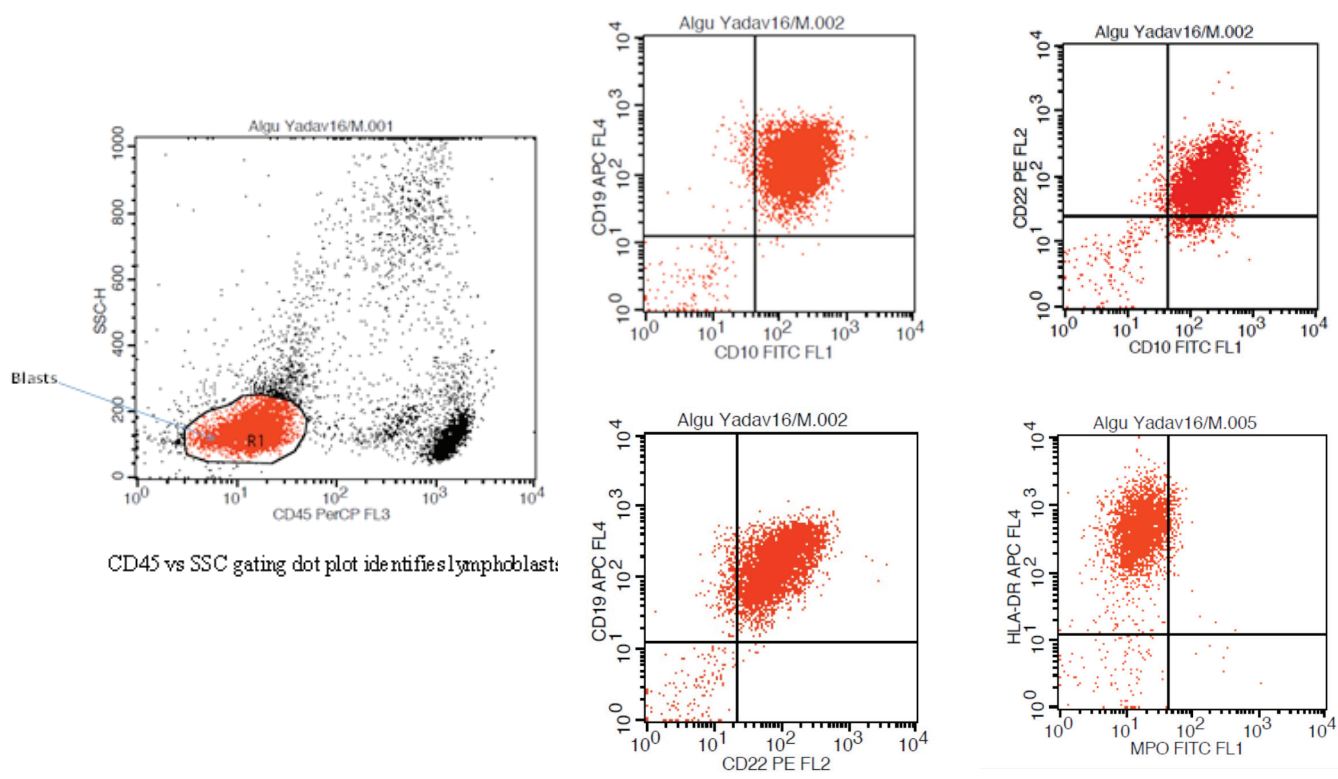 Algu Yadav16/M.001
SSC-H
1000
800
600
400
200
0
Blasts
R1
10⁰ 10¹ 10² 10³ 10⁴
CD45 PerCP FL3
CD45 vs SSC gating dot plot identifies lymphoblasts
Algu Yadav16/M.002
CD19 APC FL4
10⁴
10³
10²
10¹
10⁰
10⁰ 10¹ 10² 10³ 10⁴
CD10 FITC FL1
Algu Yadav16/M.002
CD22 PE FL2
10⁴
10³
10²
10¹
10⁰
10⁰ 10¹ 10² 10³ 10⁴
CD10 FITC FL1
Algu Yadav16/M.002
CD19 APC FL4
10⁴
10³
10²
10¹
10⁰
10⁰ 10¹ 10² 10³ 10⁴
CD22 PE FL2
Algu Yadav16/M.005
HLA-DR APC FL4
10⁴
10³
10²
10¹
10⁰
10⁰ 10¹ 10² 10³ 10⁴
MPO FITC FL1